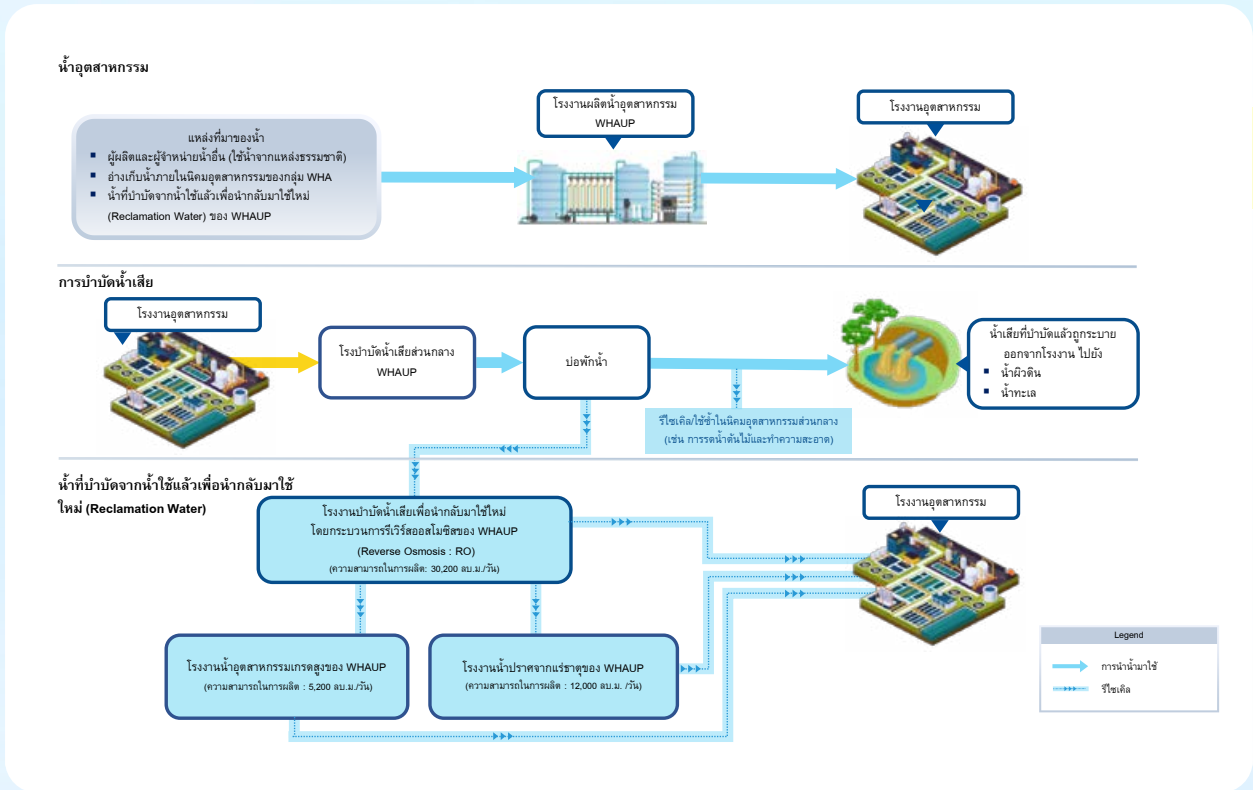 น้ำอุตสาหกรรม
แหล่งที่มาของน้ำ
▪ ผู้ผลิตและผู้จำหน่ายน้ำอื่น (ใช้น้ำจากแหล่งธรรมชาติ)
▪ อ่างเก็บน้ำภายในนิคมอุตสาหกรรมของกลุ่ม WHA
▪ น้ำที่บำบัดจากน้ำใช้แล้วเพื่อนำกลับมาใช้ใหม่
(Reclamation Water) ของ WHAUP
โรงงานผลิตน้ำอุตสาหกรรม
WHAUP
โรงงานอุตสาหกรรม
การบำบัดน้ำเสีย
โรงงานอุตสาหกรรม
โรงบำบัดน้ำเสียส่วนกลาง
WHAUP
บ่อพักน้ำ
รีไซเคิล/ใช้ซ้ำในนิคมอุตสาหกรรมส่วนกลาง
(เช่น การรดน้ำต้นไม้และทำความสะอาด)
น้ำเสียที่บำบัดแล้วถูกระบาย
ออกจากโรงงาน ไปยัง
▪ น้ำผิวดิน
▪ น้ำทะเล
น้ำที่บำบัดจากน้ำใช้แล้วเพื่อนำกลับมาใช้
ใหม่ (Reclamation Water)
โรงงานบำบัดน้ำเสียเพื่อนำกลับมาใช้ใหม่
โดยกระบวนการรีเวิร์สออสโมซิสของ WHAUP
(Reverse Osmosis : RO)
(ความสามารถในการผลิต: 30,200 ลบ.ม./วัน)
โรงงานอุตสาหกรรม
โรงงานน้ำอุตสาหกรรมเกรดสูงของ WHAUP
(ความสามารถในการผลิต : 5,200 ลบ.ม./วัน)
โรงงานน้ำปราศจากแร่ธาตุของ WHAUP
(ความสามารถในการผลิต : 12,000 ลบ.ม. /วัน)
Legend
การนำน้ำมาใช้
รีไซเคิล